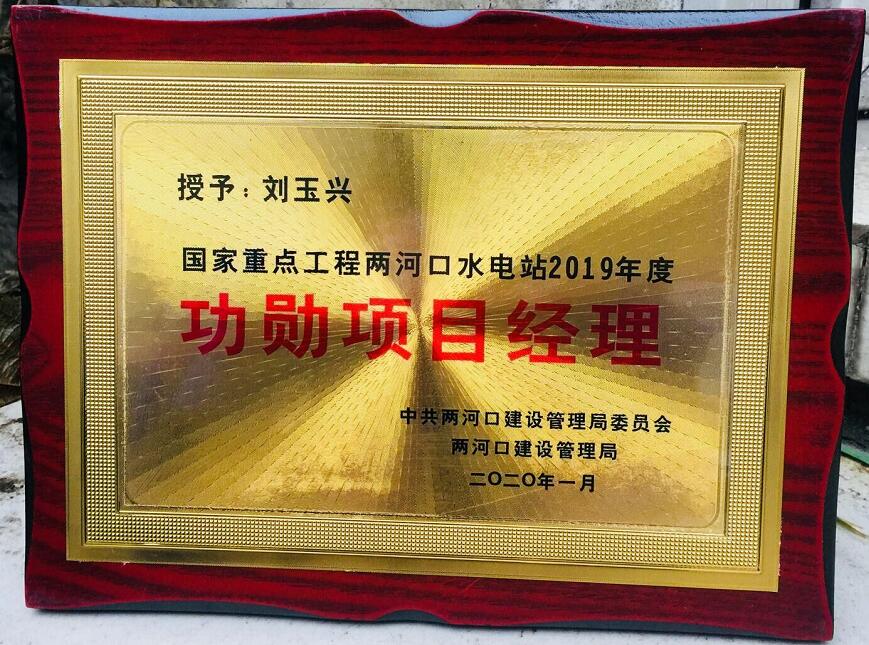 授予：刘玉兴
国家重点工程两河口水电站2019年度
功勋项目经理
中共两河口建设管理局委员会
两河口建设管理局
二〇二〇年一月